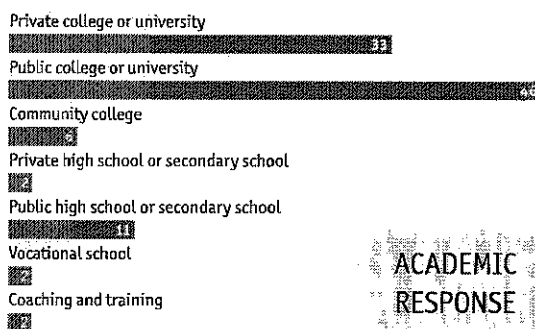 Private college or university
33
Public college or university
Community college
6
Private high school or secondary school
2
Public high school or secondary school
11
Vocational school
2
Coaching and training
2
ACADEMIC
RESPONSE